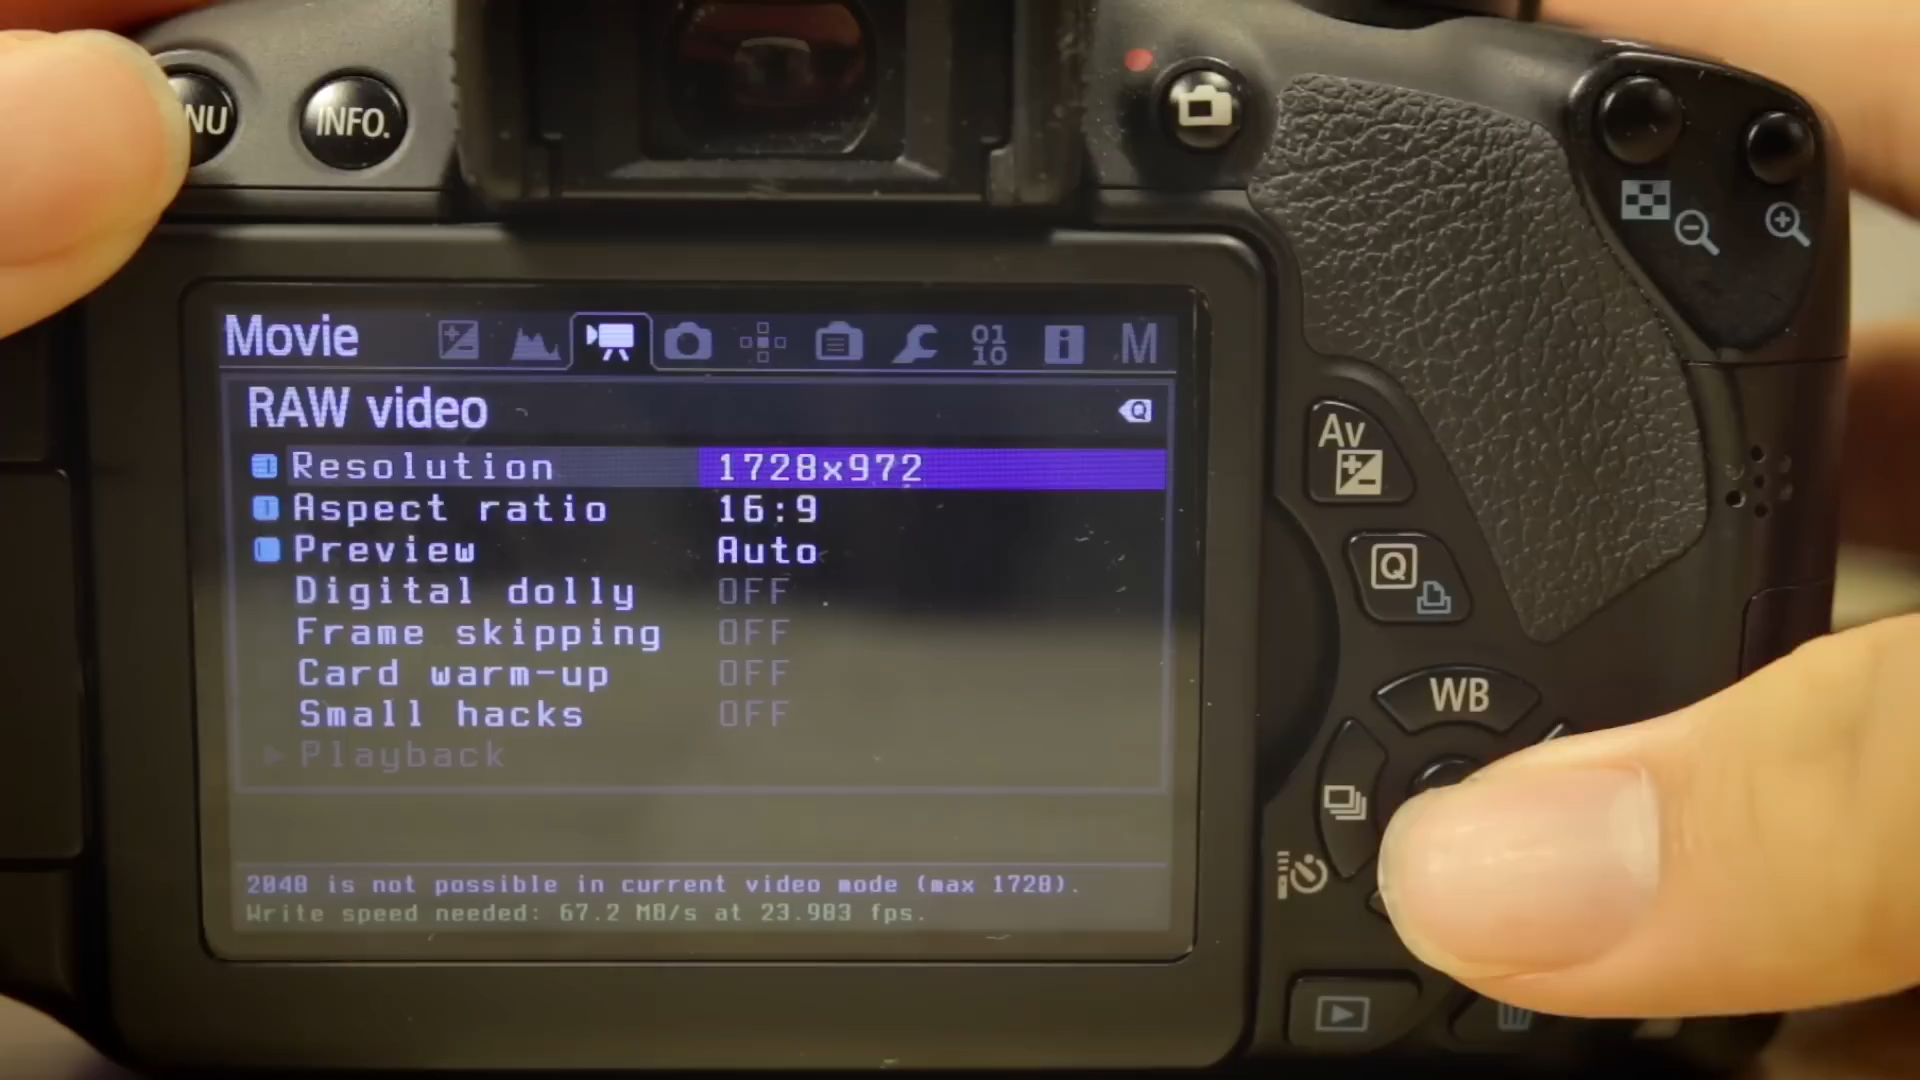 NU
INFO.
Movie
01
10
M
RAW video
Q
Resolution 1728x972
Aspect ratio 16:9
Preview Auto
Digital dolly OFF
Frame skipping OFF
Card warm-up OFF
Small hacks OFF
Playback
2048 is not possible in current video mode (max 1728).
Write speed needed: 67.2 MB/s at 23.983 fps.
Av
Q
WB